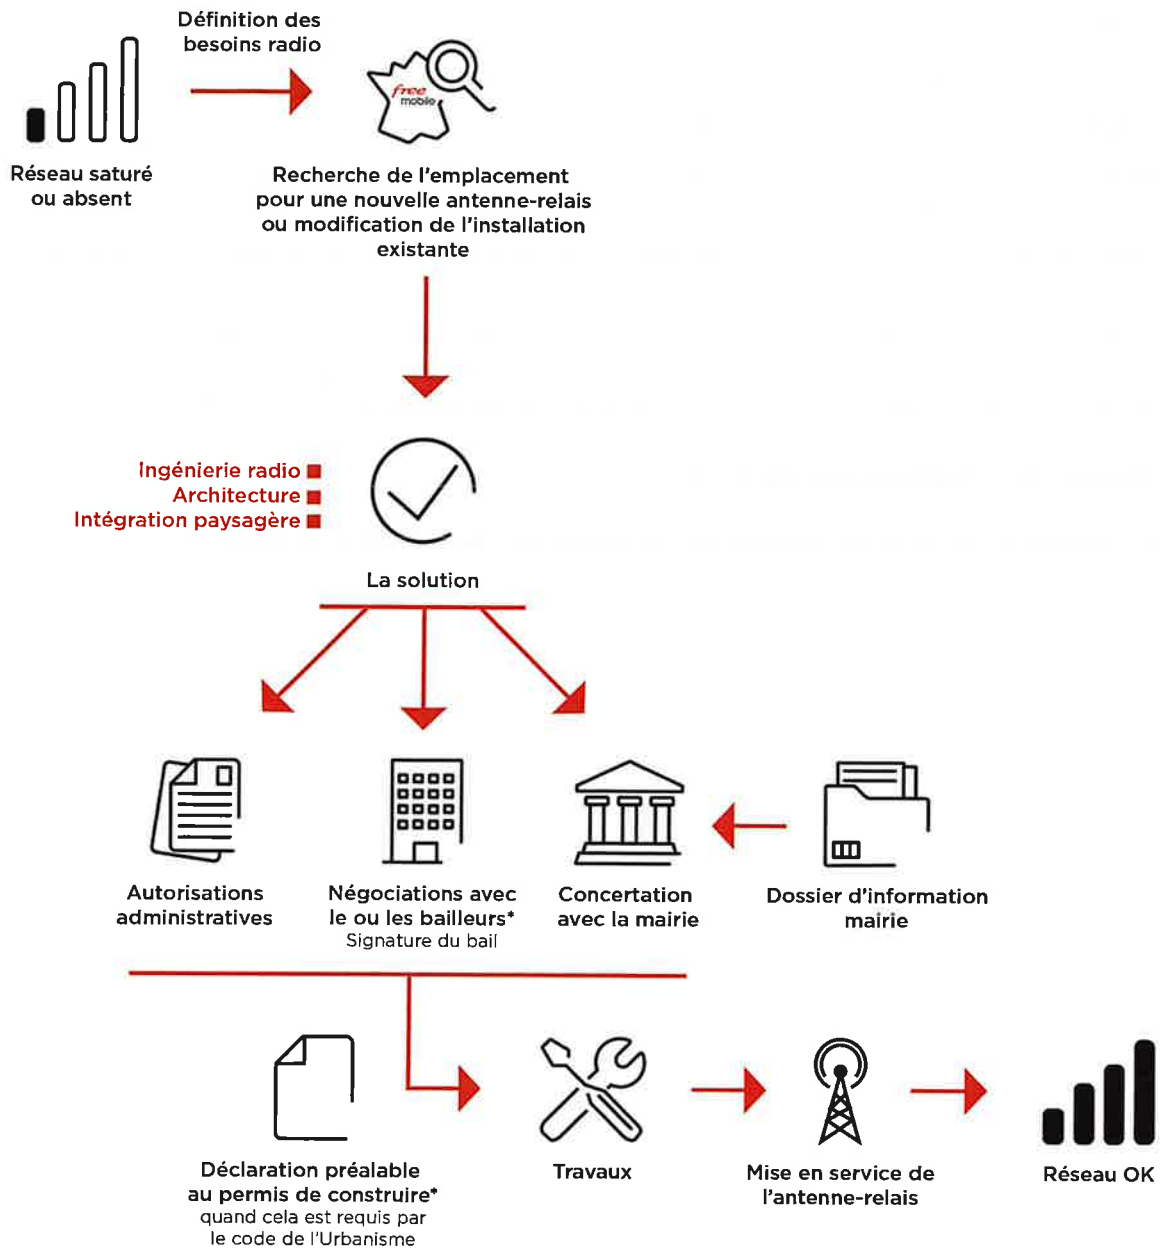 Définition des
besoins radio
free
mobile
Réseau saturé
ou absent
Recherche de l'emplacement
pour une nouvelle antenne-relais
ou modification de l'installation
existante
Ingénierie radio
Architecture
Intégration paysagère
La solution
Autorisations
administratives
Négociations avec
le ou les bailleurs*
Signature du bail
Concertation
avec la mairie
Dossier d'information
mairie
Déclaration préalable
au permis de construire*
quand cela est requis par
le code de l'Urbanisme
Travaux
Mise en service de
l'antenne-relais
Réseau OK